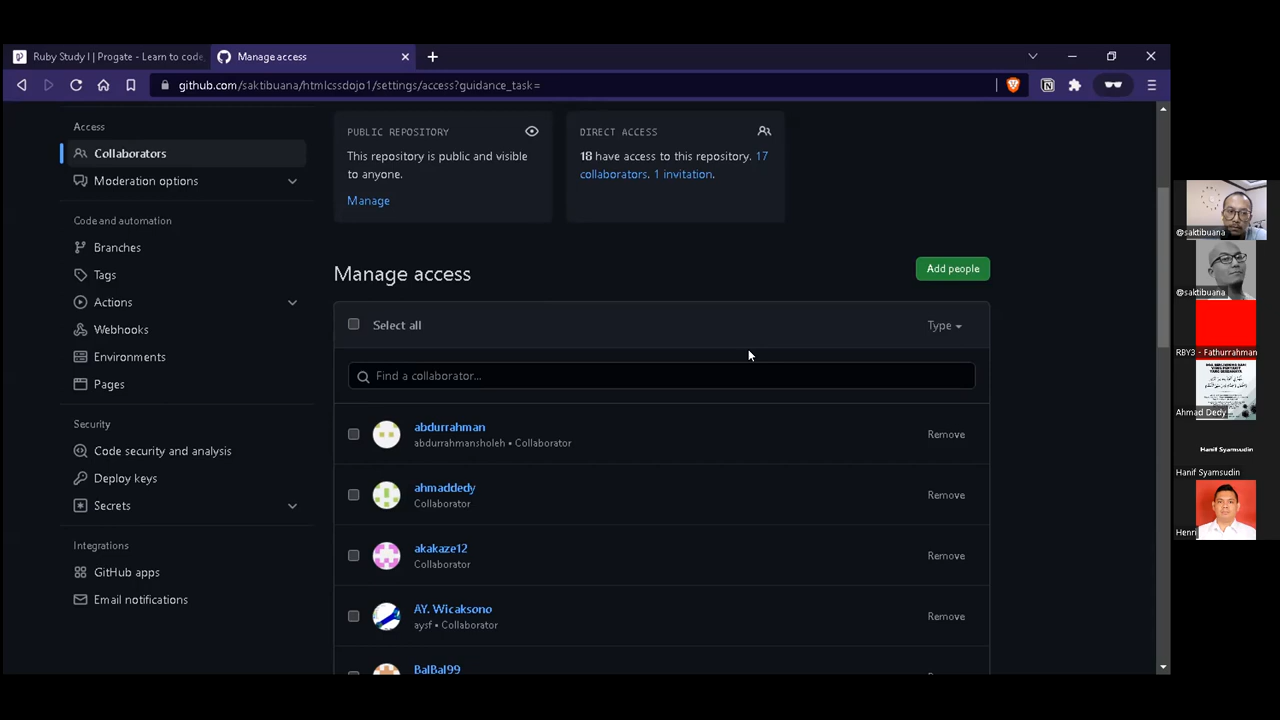 Ruby Study I | Progate - Learn to code
Manage access
github.com/saktibuana/htmlcssdojo1/settings/access?guidance_task=
Access
Collaborators
Moderation options
Code and automation
Branches
Tags
Actions
Webhooks
Environments
Pages
Security
Code security and analysis
Deploy keys
Secrets
Integrations
GitHub apps
Email notifications
PUBLIC REPOSITORY
This repository is public and visible
to anyone.
Manage
DIRECT ACCESS
18 have access to this repository. 17
collaborators. 1 invitation.
Manage access
Add people
Select all
Type
Find a collaborator...
abdurrahman
abdurrahmansholeh • Collaborator
Remove
ahmaddedy
Collaborator
Remove
akakaze12
Collaborator
Remove
AY. Wicaksono
aysf • Collaborator
Remove
BalBal99
@saktibuana
@saktibuana
RBY3 - Fathurrahman
Ahmad Dedy
Hanif Syamsudin
Hanif Syamsudin
Henri